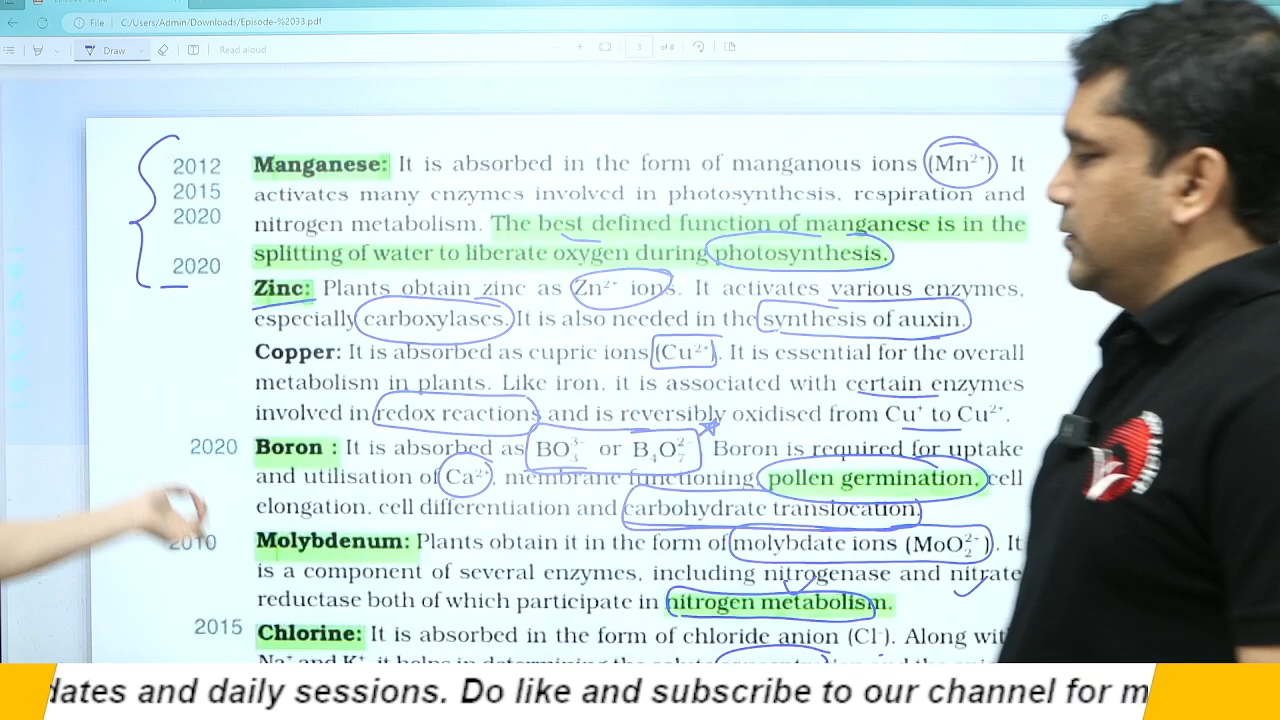 File C:/Users/Admin/Downloads/Episode-%2033.pdf
Draw Read aloud 3 of 8
2012 Manganese: It is absorbed in the form of manganous ions (Mn²⁺). It
2015 activates many enzymes involved in photosynthesis, respiration and
2020 nitrogen metabolism. The best defined function of manganese is in the
splitting of water to liberate oxygen during photosynthesis.
2020 Zinc: Plants obtain zinc as Zn²⁺ ions. It activates various enzymes,
especially carboxylases. It is also needed in the synthesis of auxin.
Copper: It is absorbed as cupric ions (Cu²⁺). It is essential for the overall
metabolism in plants. Like iron, it is associated with certain enzymes
involved in redox reactions and is reversibly oxidised from Cu⁺ to Cu²⁺.
2020 Boron : It is absorbed as BO₃³⁻ or B₄O₇²⁻ Boron is required for uptake
and utilisation of Ca²⁺, membrane functioning, pollen germination, cell
elongation, cell differentiation and carbohydrate translocation.
2010 Molybdenum: Plants obtain it in the form of molybdate ions (MoO₂²⁺). It
is a component of several enzymes, including nitrogenase and nitrate
reductase both of which participate in nitrogen metabolism.
2015 Chlorine: It is absorbed in the form of chloride anion (Cl⁻). Along
Na⁺ and K⁺, it helps in determining the solute
dates and daily sessions. Do like and subscribe to our channel for m